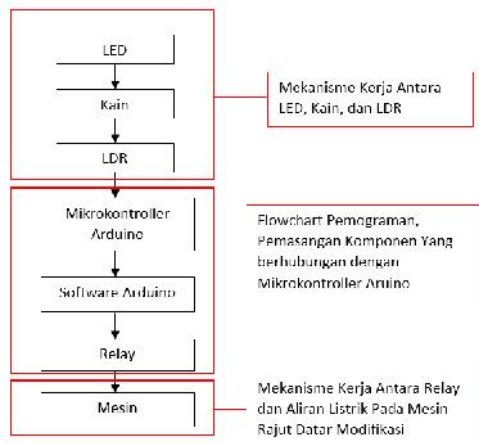 LED
Kain
LDR
Mekanisme Kerja Antara
LED, Kain, dan LDR
Mikrokontroller
Arduino
Software Arduino
Relay
Flowchart Pemograman,
Pemasangan Komponen Yang
berhubungan dengan
Mikrokontroller Aruino
Mesin
Mekanisme Kerja Antara Relay
dan Aliran Listrik Pada Mesin
Rajut Datar Modifikasi